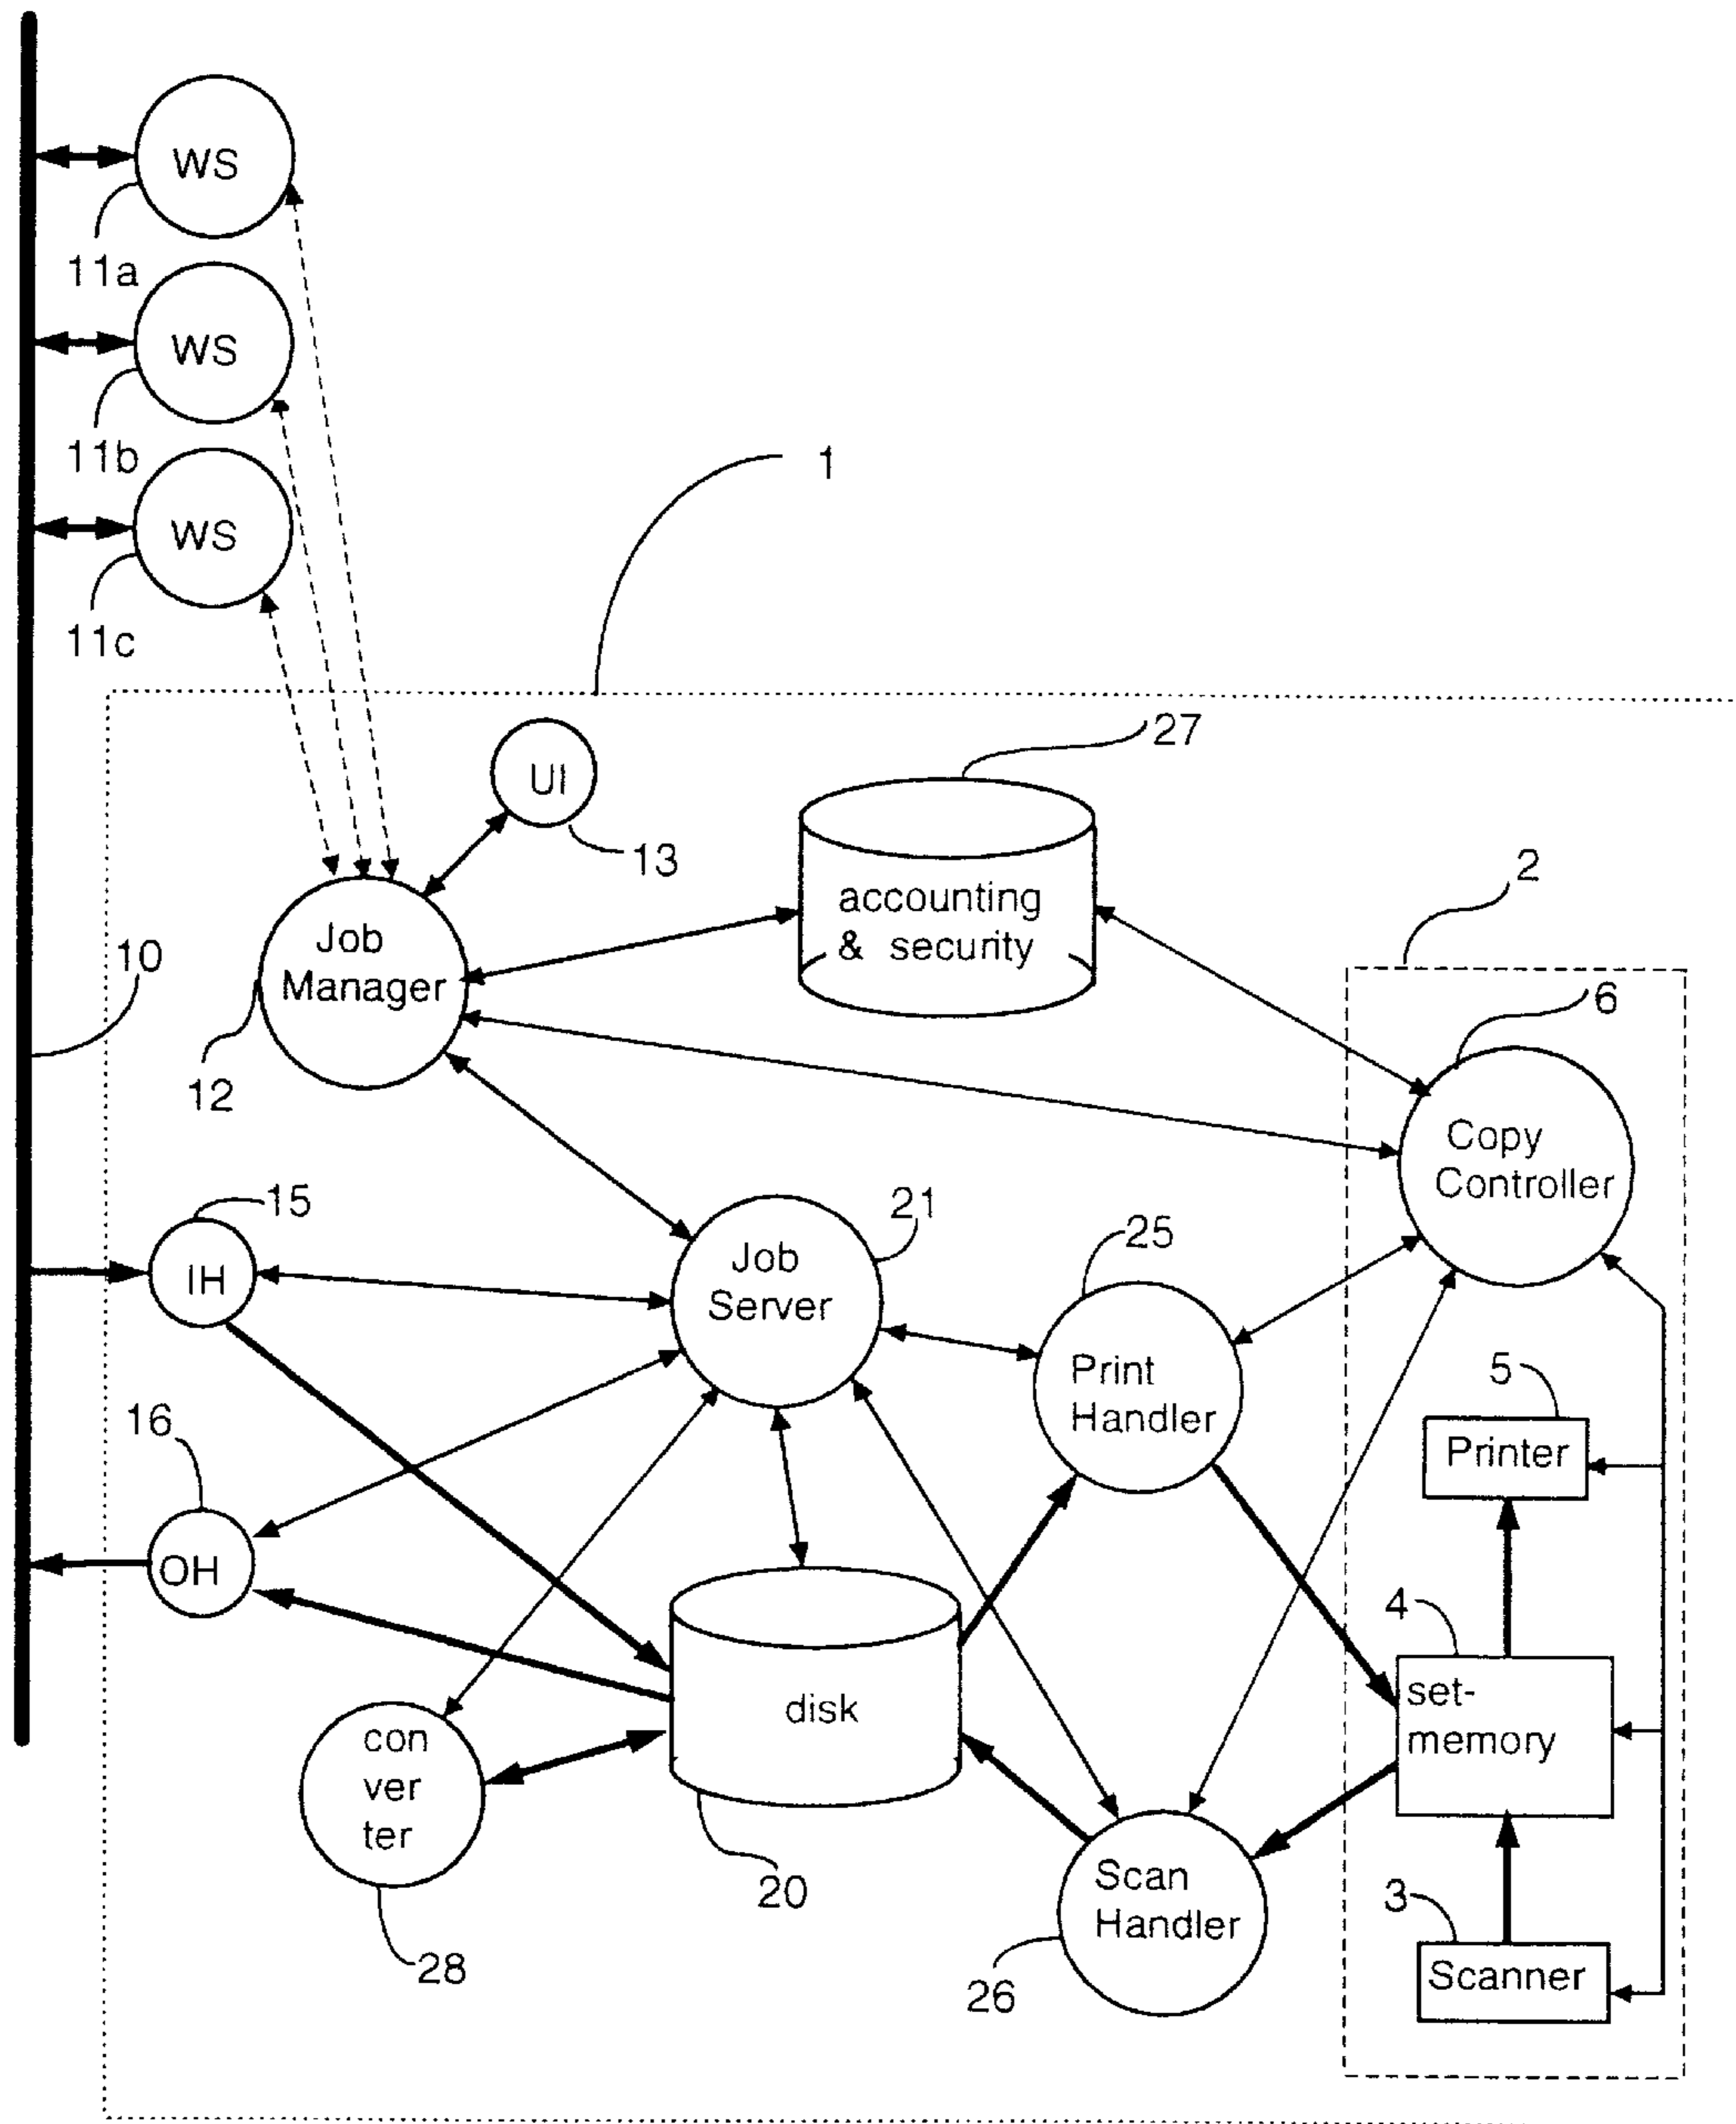 WS
11a
WS
11b
WS
11c
1
UI
13
27
accounting
& security
2
Job
Manager
10
12
6
Copy
Controller
15
IH
21
Job
Server
25
Print
Handler
5
Printer
16
OH
4
set-
memory
disk
con
ver
ter
20
3
Scan
Handler
Scanner
28
26